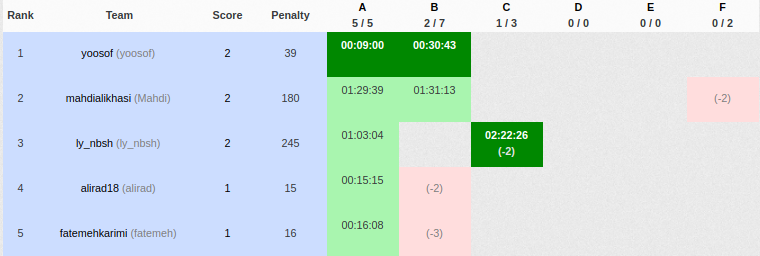 Rank Team Score Penalty A B C D E F
5 / 5 2 / 7 1 / 3 0 / 0 0 / 0 0 / 2
1 yoosof (yoosof) 2 39 00:09:00 00:30:43
2 mahdialikhasi (Mahdi) 2 180 01:29:39 01:31:13 (-2)
3 ly_nbsh (ly_nbsh) 2 245 01:03:04 02:22:26
(-2)
4 alirad18 (alirad) 1 15 00:15:15 (-2)
5 fatemehkarimi (fatemeh) 1 16 00:16:08 (-3)